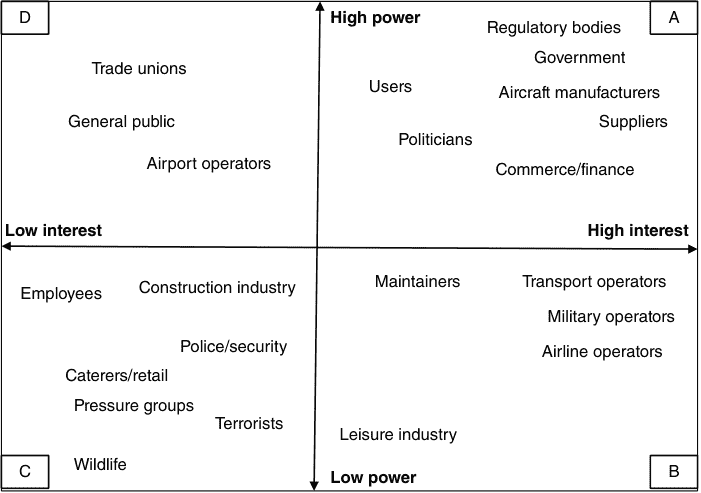 D
High power
A
Regulatory bodies
Government
Trade unions
Users
Aircraft manufacturers
General public
Suppliers
Politicians
Airport operators
Commerce/finance
Low interest
High interest
Employees
Construction industry
Maintainers
Transport operators
Military operators
Police/security
Airline operators
Caterers/retail
Pressure groups
Terrorists
Leisure industry
Wildlife
C
Low power
B